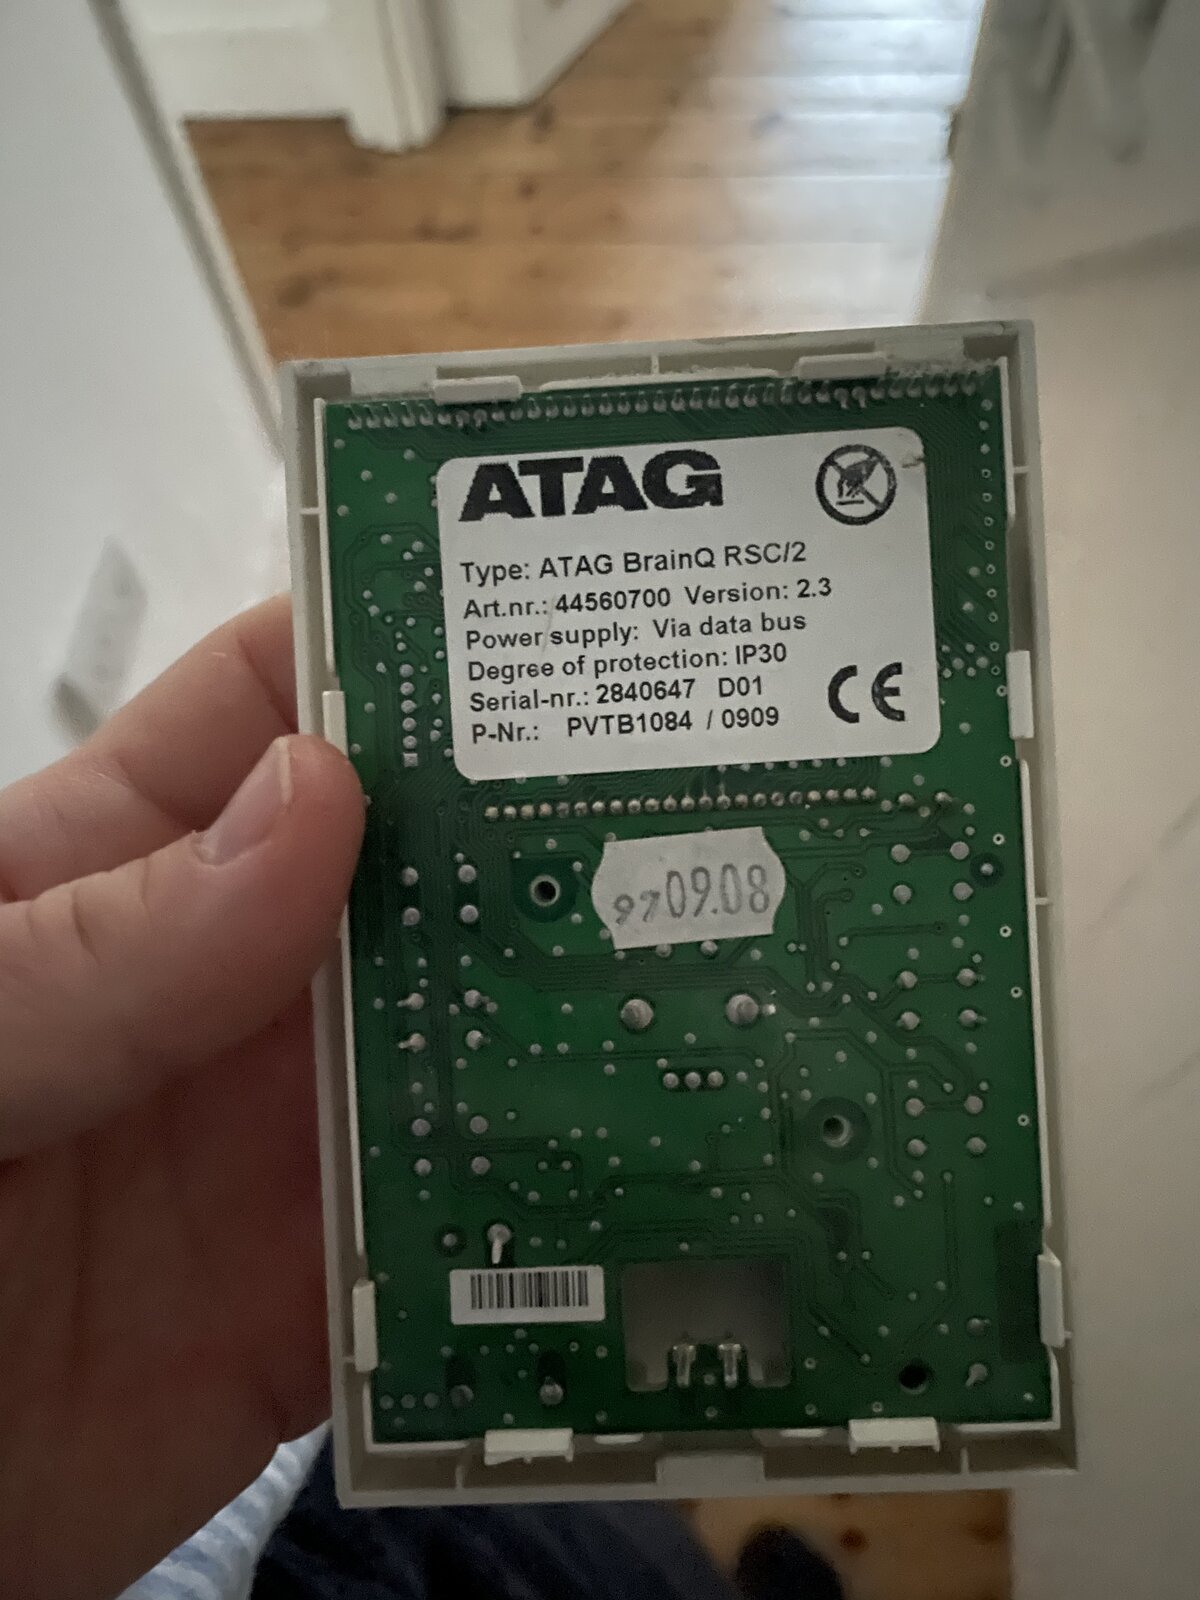 ATAG
Type: ATAG BrainQ RSC/2
Art.nr.: 44560700 Version: 2.3
Power supply: Via data bus
Degree of protection: IP30
Serial-nr.: 2840647 D01
P-Nr.: PVTB1084 / 0909
CE
97 09.08